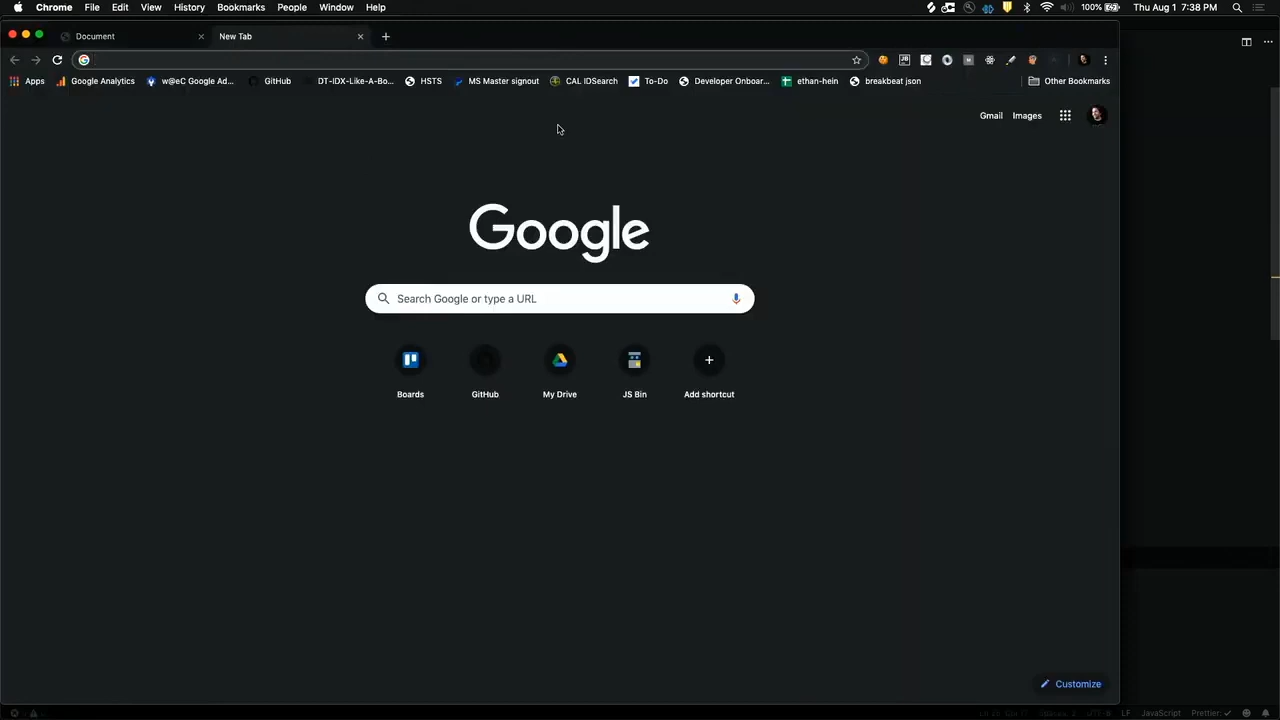 Chrome File Edit View History Bookmarks People Window Help 100% Thu Aug 1 7:38 PM
Document New Tab
Apps Google Analytics w@eC Google Ad... GitHub DT-IDX-Like-A-Bo... HSTS MS Master signout CAL IDSearch To-Do Developer Onboar... ethan-hein breakbeat json Other Bookmarks
Gmail Images
Google
Search Google or type a URL
Boards GitHub My Drive JS Bin Add shortcut
Customize
UTF-8 LF JavaScript Prettier: ✓